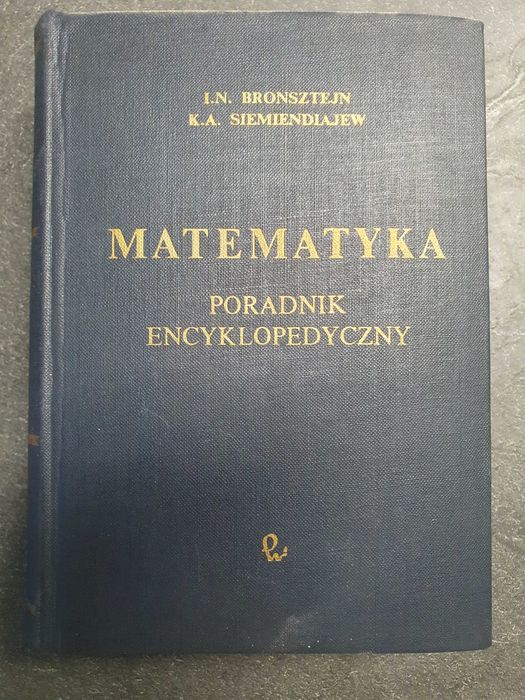 I.N. BRONSZTEJN
K.A. SIEMIENDIAJEW
MATEMATYKA
PORADNIK
ENCYKLOPEDYCZNY